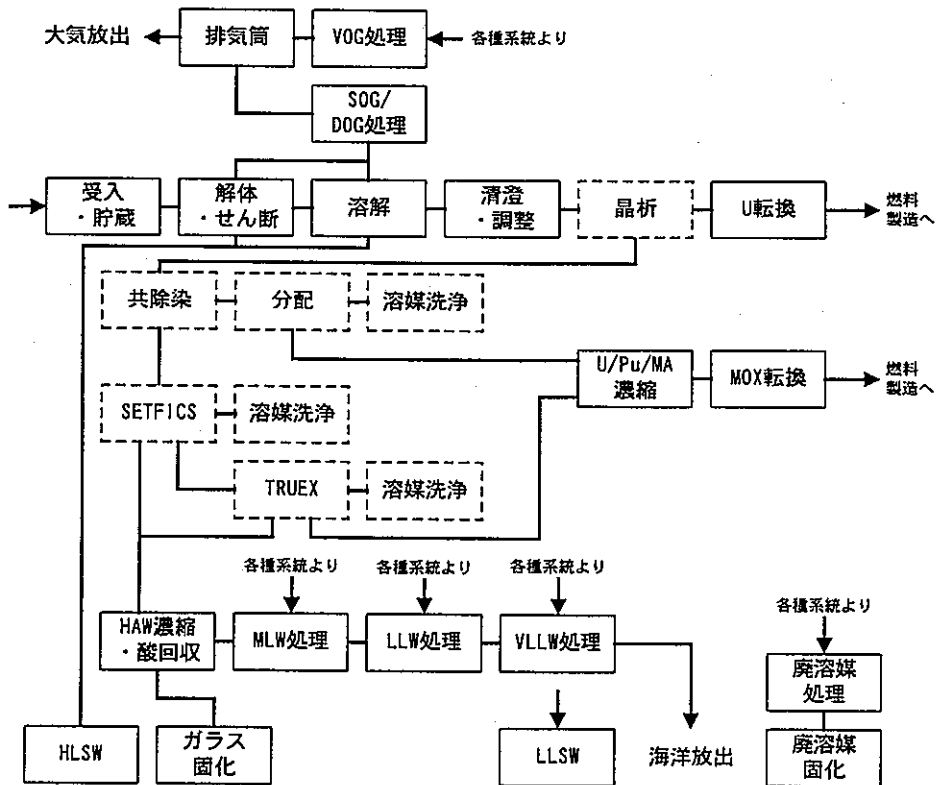 大気放出
排気筒
VOG処理
各種系統より
SOG/
DOG処理
受入
・貯蔵
解体
・せん断
溶解
清澄
・調整
晶析
U転換
燃料
製造へ
共除染
分配
溶媒洗浄
U/Pu/MA
濃縮
MOX転換
燃料
製造へ
SETFICS
溶媒洗浄
TRUEX
溶媒洗浄
各種系統より
各種系統より
各種系統より
HAW濃縮
・酸回収
MLW処理
LLW処理
VLLW処理
各種系統より
廃溶媒
処理
HLSW
ガラス
固化
LLSW
海洋放出
廃溶媒
固化